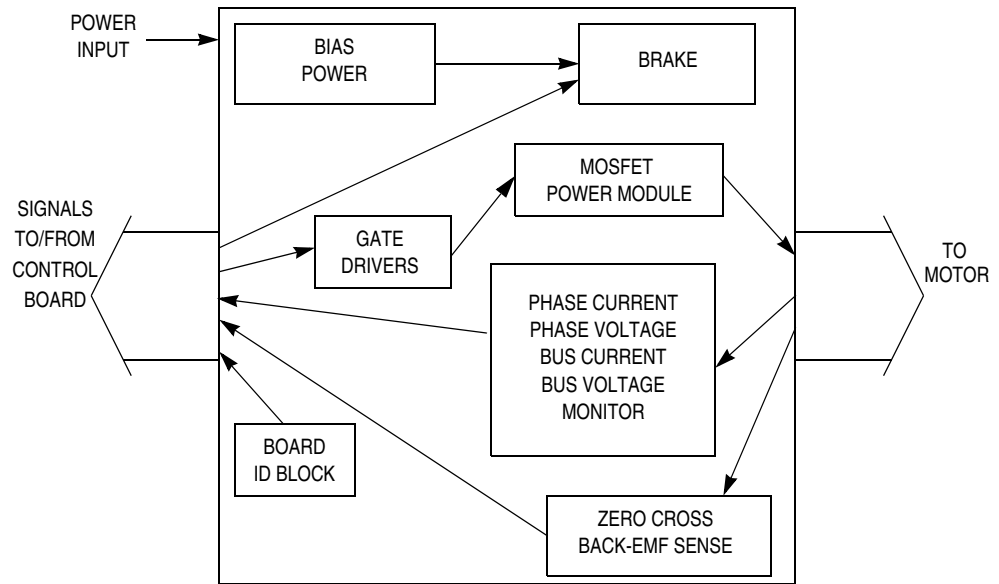 POWER
INPUT
BIAS
POWER
BRAKE
MOSFET
POWER MODULE
SIGNALS
TO/FROM
CONTROL
BOARD
GATE
DRIVERS
TO
MOTOR
PHASE CURRENT
PHASE VOLTAGE
BUS CURRENT
BUS VOLTAGE
MONITOR
BOARD
ID BLOCK
ZERO CROSS
BACK-EMF SENSE